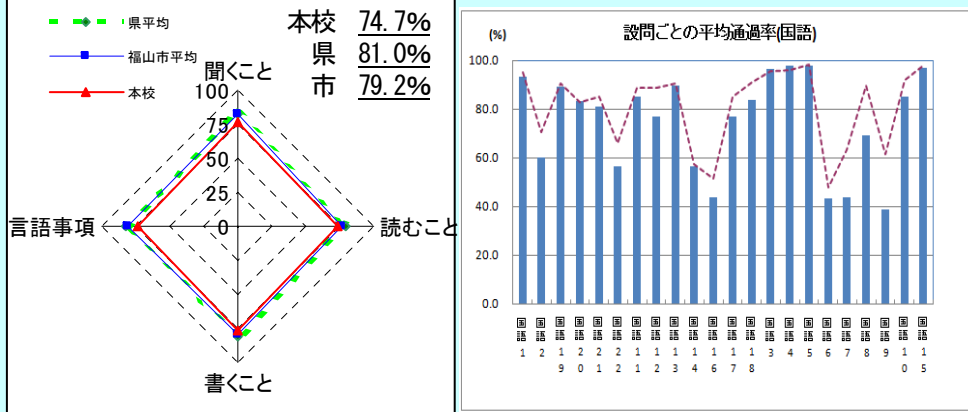 県平均
福山市平均
本校
本校 74.7%
県 81.0%
市 79.2%
聞くこと
100
75
50
25
0
言語事項
読むこと
書くこと
設問ごとの平均通過率(国語)
(%)
100.0
80.0
60.0
40.0
20.0
0.0
国語1
国語2
国語19
国語20
国語21
国語22
国語11
国語12
国語13
国語14
国語16
国語17
国語18
国語3
国語4
国語5
国語6
国語7
国語8
国語9
国語10
国語15